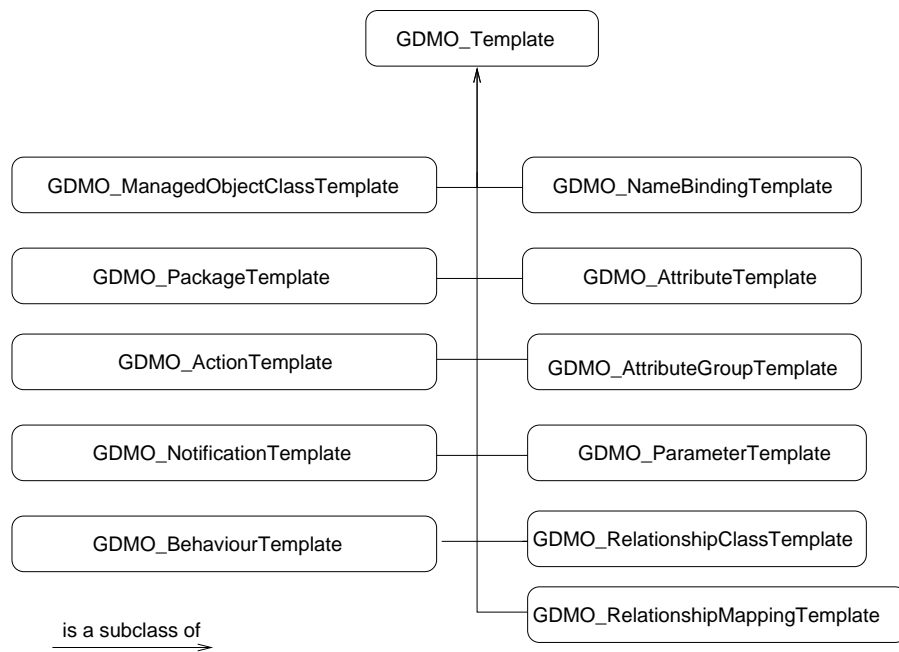 GDMO_Template
GDMO_ManagedObjectClassTemplate
GDMO_NameBindingTemplate
GDMO_PackageTemplate
GDMO_AttributeTemplate
GDMO_ActionTemplate
GDMO_AttributeGroupTemplate
GDMO_NotificationTemplate
GDMO_ParameterTemplate
GDMO_BehaviourTemplate
GDMO_RelationshipClassTemplate
GDMO_RelationshipMappingTemplate
is a subclass of